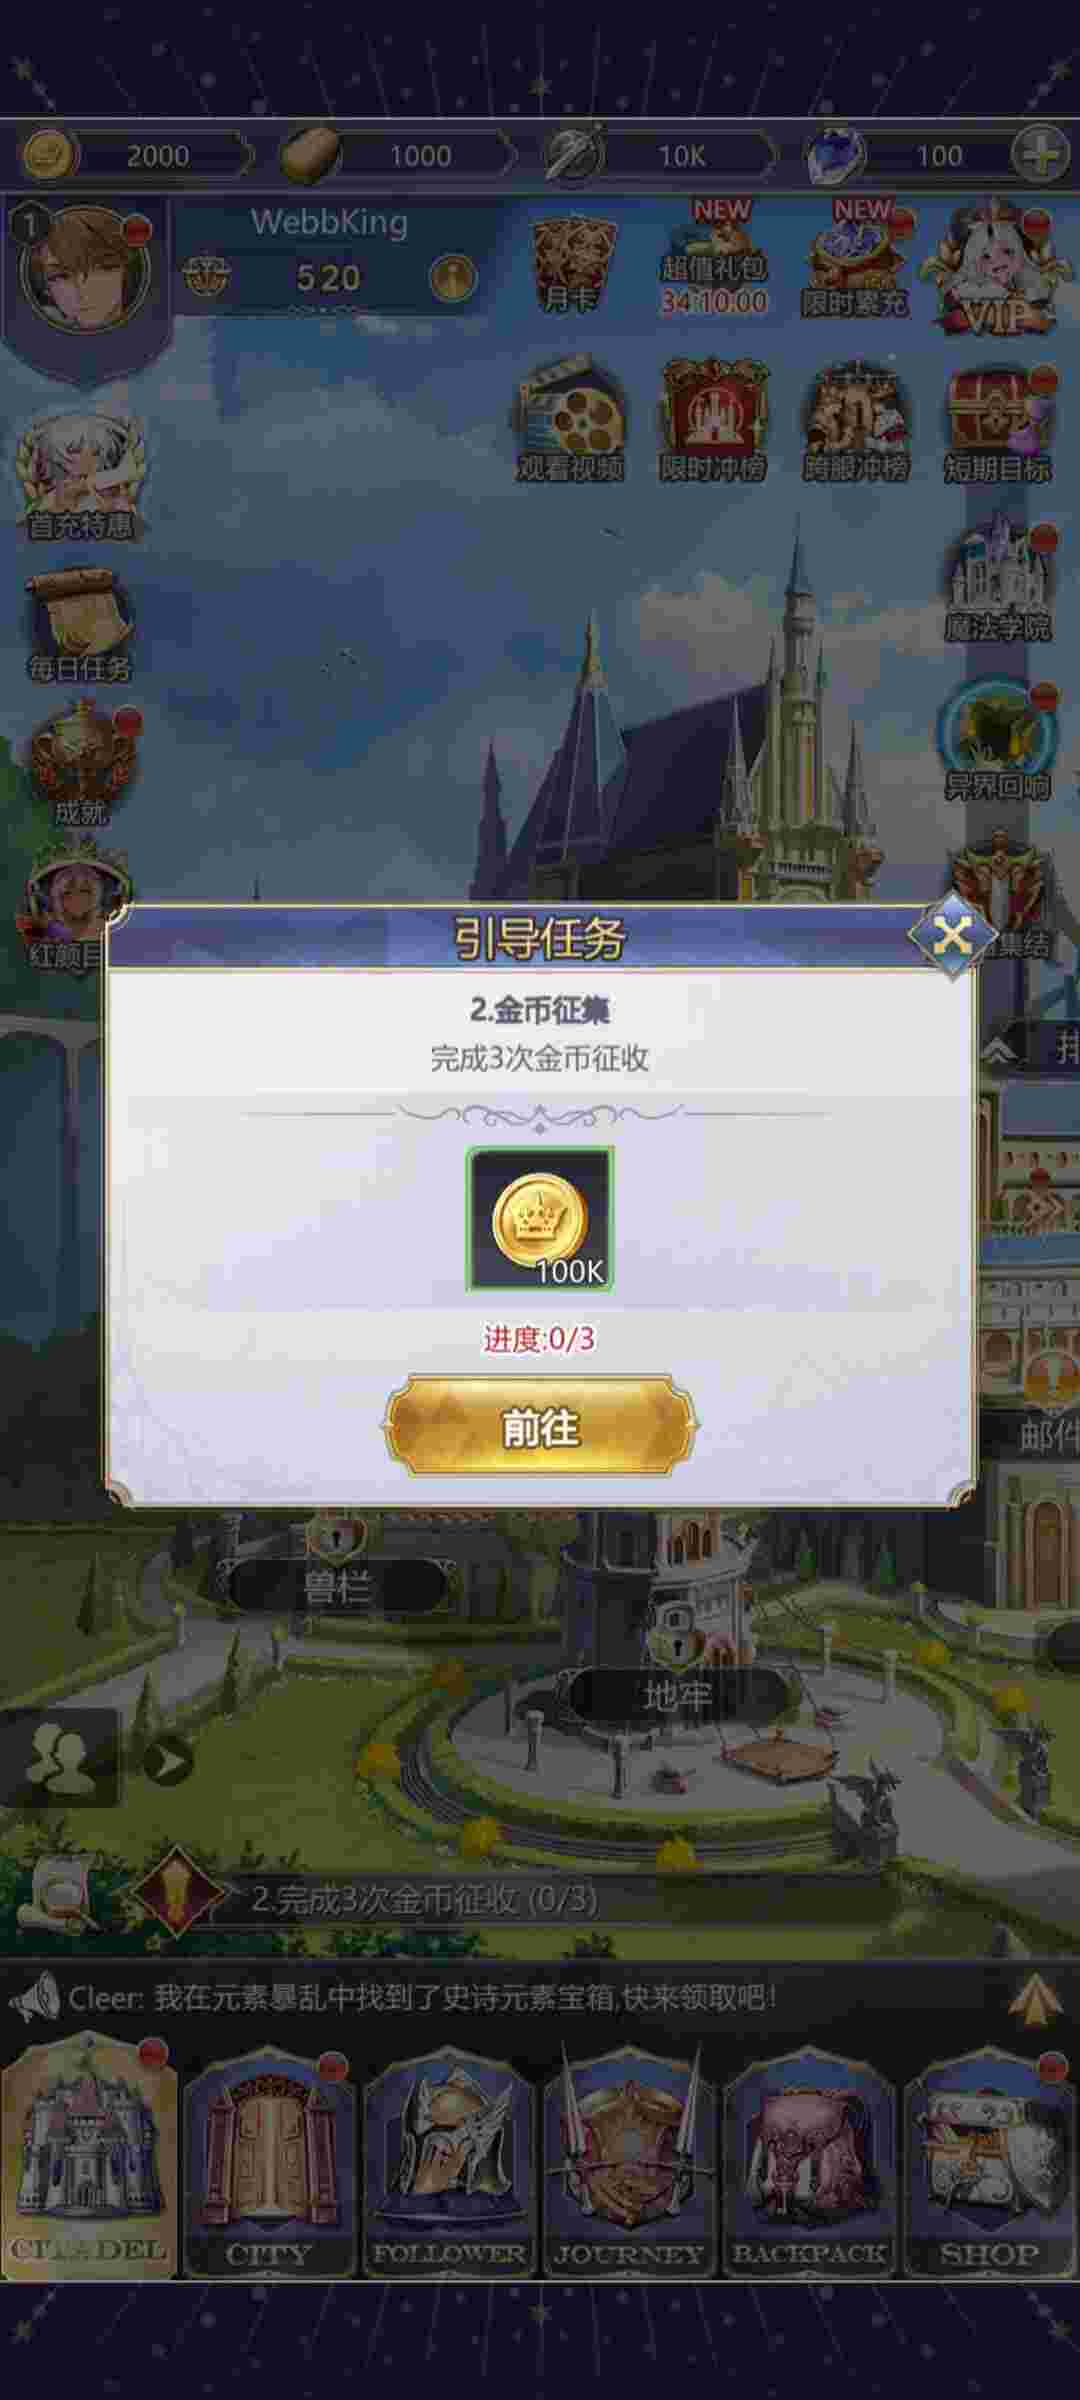 2000
1000
10K
100
1
WebbKing
520
月卡
NEW
超值礼包
34:10:00
NEW
限时累充
VIP
观看视频
限时冲榜
跨服冲榜
短期目标
首充特惠
每日任务
魔法学院
成就
异界回响
红颜
集结
引导任务
2.金币征集
完成3次金币征收
100K
进度:0/3
前往
邮件
兽栏
地牢
2.完成3次金币征收 (0/3)
Cleer: 我在元素暴乱中找到了史诗元素宝箱,快来领取吧!
CITADEL
CITY
FOLLOWER
JOURNEY
BACKPACK
SHOP